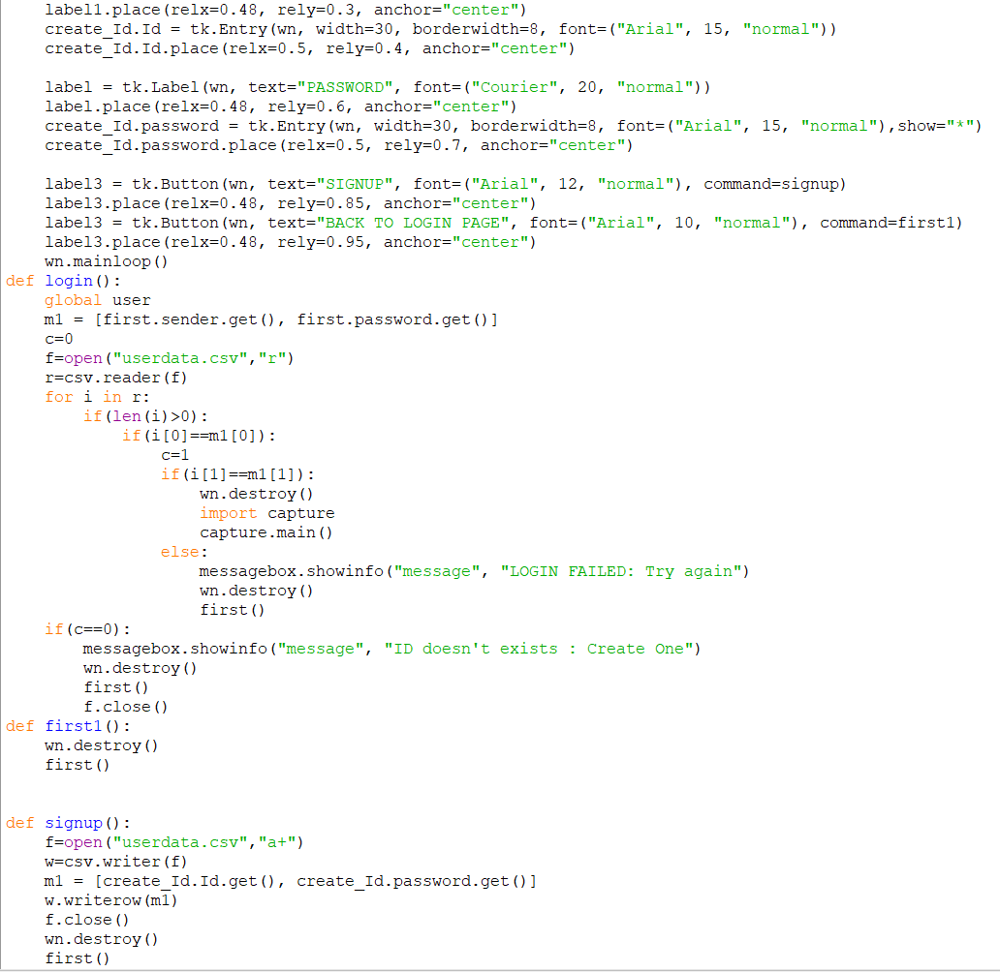 label1.place(relx=0.48, rely=0.3, anchor="center")
    create_Id.Id = tk.Entry(wn, width=30, borderwidth=8, font=("Arial", 15, "normal"))
    create_Id.Id.place(relx=0.5, rely=0.4, anchor="center")

    label = tk.Label(wn, text="PASSWORD", font=("Courier", 20, "normal"))
    label.place(relx=0.48, rely=0.6, anchor="center")
    create_Id.password = tk.Entry(wn, width=30, borderwidth=8, font=("Arial", 15, "normal"),show="*")
    create_Id.password.place(relx=0.5, rely=0.7, anchor="center")

    label3 = tk.Button(wn, text="SIGNUP", font=("Arial", 12, "normal"), command=signup)
    label3.place(relx=0.48, rely=0.85, anchor="center")
    label3 = tk.Button(wn, text="BACK TO LOGIN PAGE", font=("Arial", 10, "normal"), command=first1)
    label3.place(relx=0.48, rely=0.95, anchor="center")
    wn.mainloop()
def login():
    global user
    m1 = [first.sender.get(), first.password.get()]
    c=0
    f=open("userdata.csv","r")
    r=csv.reader(f)
    for i in r:
        if(len(i)>0):
            if(i[0]==m1[0]):
                c=1
                if(i[1]==m1[1]):
                    wn.destroy()
                    import capture
                    capture.main()
                else:
                    messagebox.showinfo("message", "LOGIN FAILED: Try again")
                    wn.destroy()
                    first()
    if(c==0):
        messagebox.showinfo("message", "ID doesn't exists : Create One")
        wn.destroy()
        first()
        f.close()
def first1():
    wn.destroy()
    first()


def signup():
    f=open("userdata.csv","a+")
    w=csv.writer(f)
    m1 = [create_Id.Id.get(), create_Id.password.get()]
    w.writerow(m1)
    f.close()
    wn.destroy()
    first()